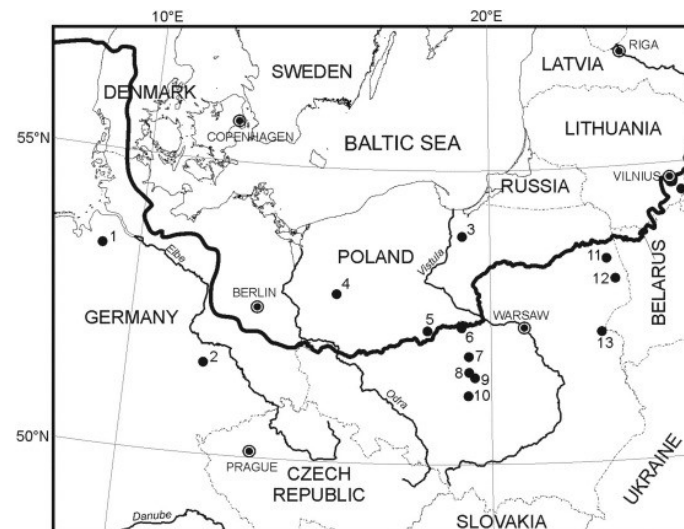 10°E
20°E
RIGA
SWEDEN
LATVIA
DENMARK
COPENHAGEN
55°N
BALTIC SEA
LITHUANIA
VILNIUS
RUSSIA
1
3
Elbe
POLAND
Vistula
11
BELARUS
4
12
BERLIN
GERMANY
WARSAW
5
6
13
2
7
8
9
10
Odra
50°N
PRAGUE
CZECH
REPUBLIC
UKRAINE
Danube
SLOVAKIA